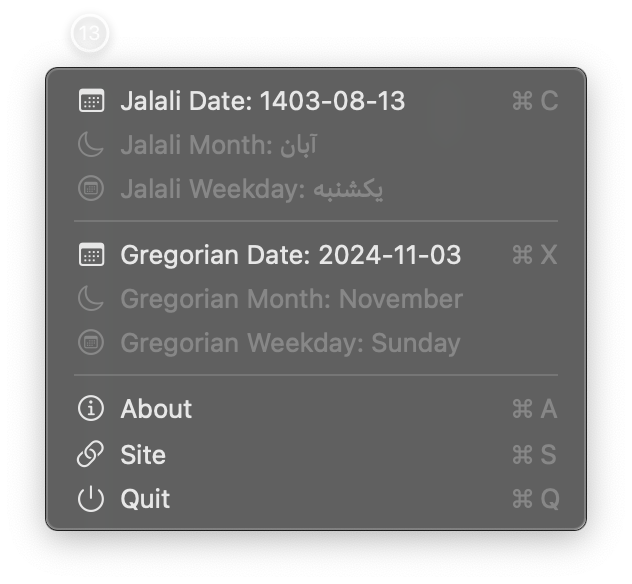 13
Jalali Date: 1403-08-13 ⌘ C
Jalali Month: آبان
Jalali Weekday: یکشنبه
Gregorian Date: 2024-11-03 ⌘ X
Gregorian Month: November
Gregorian Weekday: Sunday
About ⌘ A
Site ⌘ S
Quit ⌘ Q